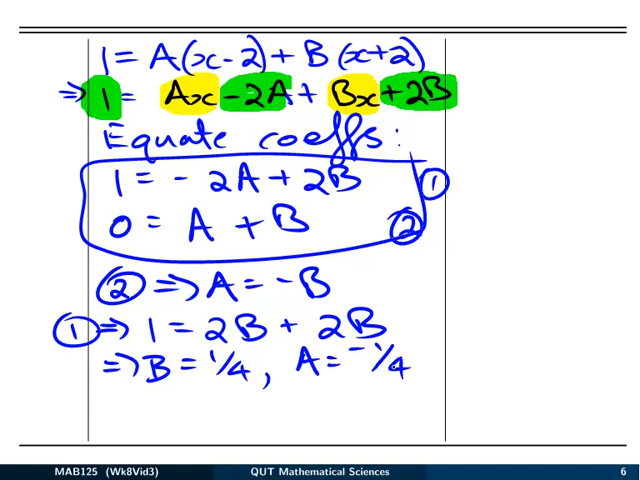 1 = A(x-2) + B(x+2)
⇒ 1 = Ax - 2A + Bx + 2B
Equate coeffs:
1 = - 2A + 2B ①
0 = A + B ②
② ⇒ A = -B
① ⇒ 1 = 2B + 2B
⇒ B = 1/4, A = -1/4
MAB125 (Wk8Vid3) QUT Mathematical Sciences 6